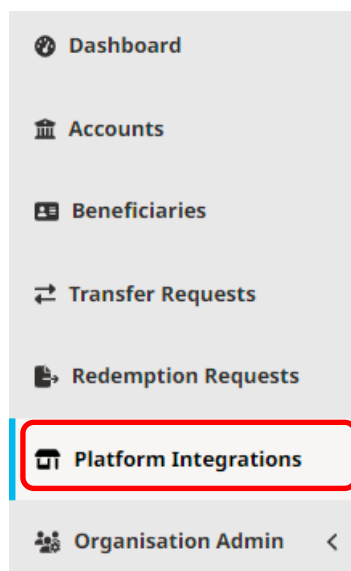 Dashboard
Accounts
Beneficiaries
Transfer Requests
Redemption Requests
Platform Integrations
Organisation Admin